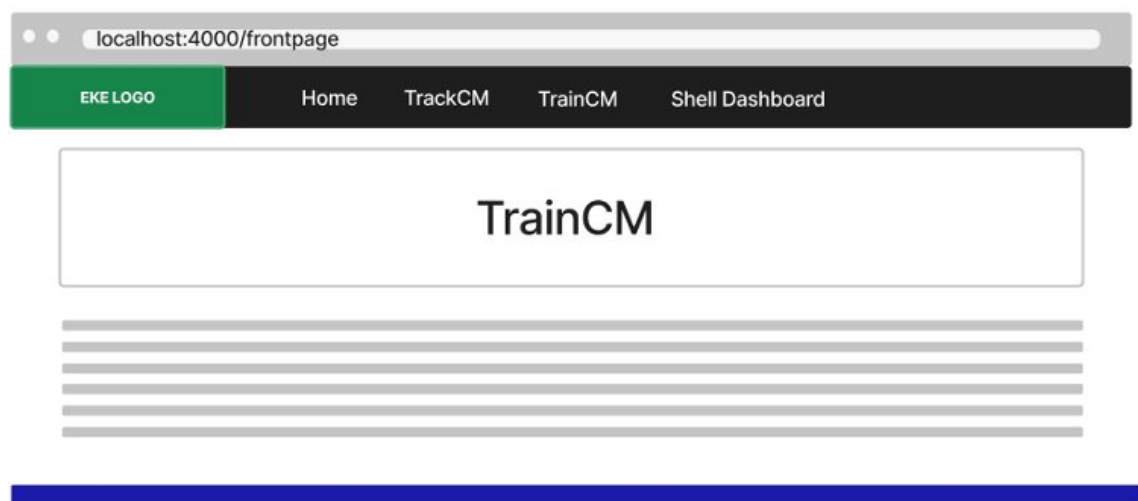 localhost:4000/frontpage
EKE LOGO Home TrackCM TrainCM Shell Dashboard
TrainCM